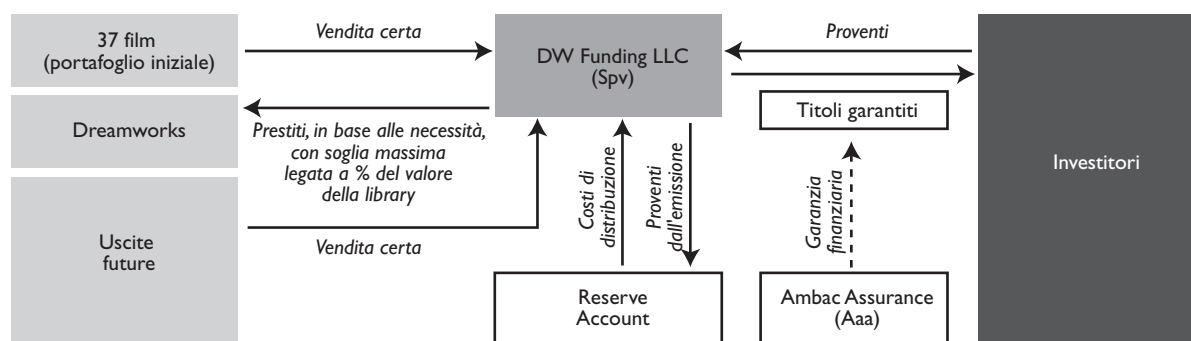 37 film
(portafoglio iniziale)
Vendita certa
DW Funding LLC
(Spv)
Proventi
Investitori
Dreamworks
Prestiti, in base alle necessità,
con soglia massima
legata a % del valore
della library
Titoli garantiti
Uscite
future
Vendita certa
Costi di
distribuzione
Proventi
dall'emissione
Garanzia
finanziaria
Reserve
Account
Ambac Assurance
(Aaa)